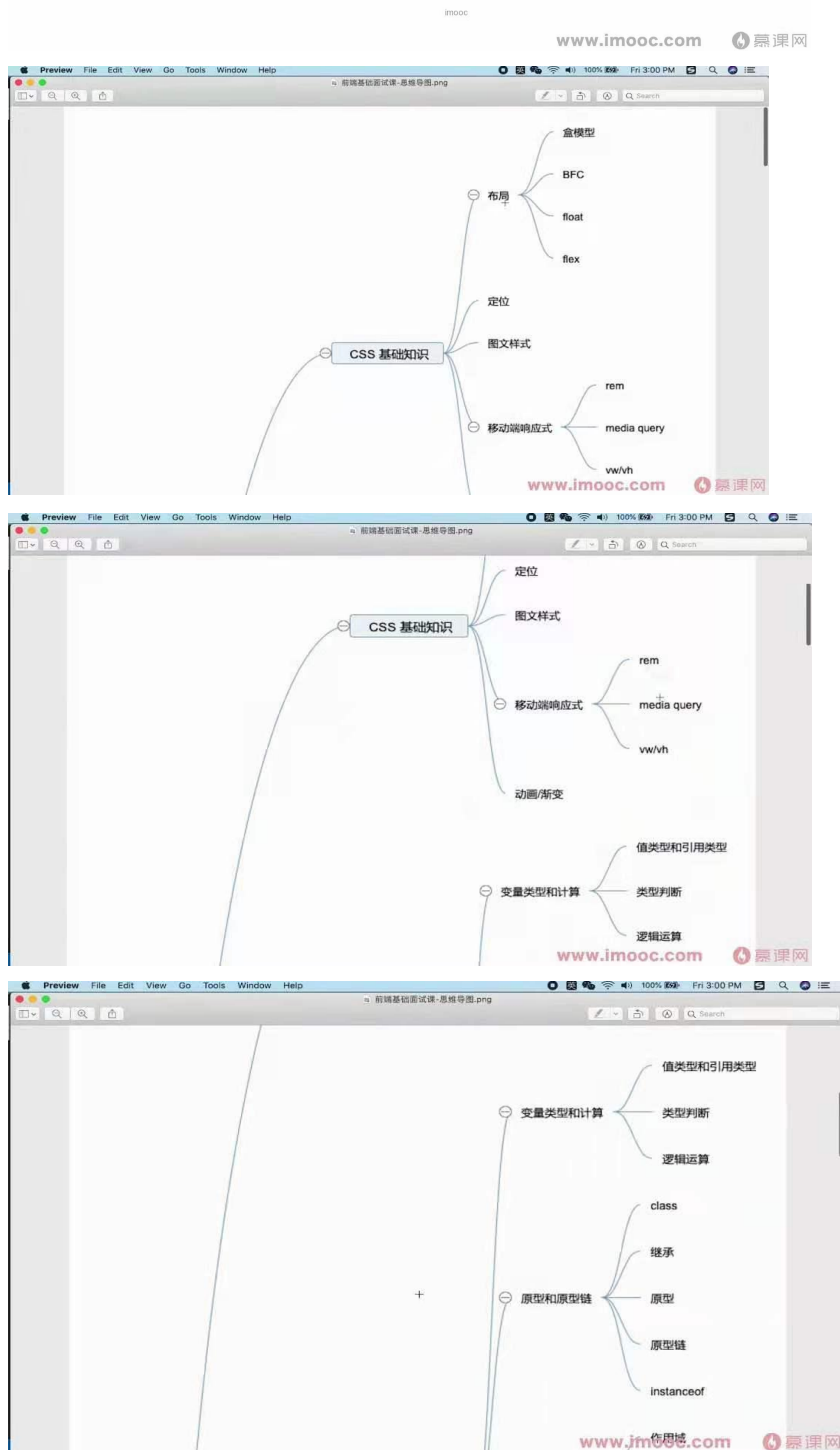 imooc
www.imooc.com 慕课网
Preview File Edit View Go Tools Window Help 100% Fri 3:00 PM
前端基础面试课-思维导图.png
Search
盒模型
BFC
布局
float
flex
定位
CSS 基础知识
图文样式
rem
移动端响应式
media query
vw/vh
www.imooc.com 慕课网
Preview File Edit View Go Tools Window Help 100% Fri 3:00 PM
前端基础面试课-思维导图.png
Search
定位
图文样式
CSS 基础知识
rem
移动端响应式
media query
vw/vh
动画/渐变
值类型和引用类型
变量类型和计算
类型判断
逻辑运算
www.imooc.com 慕课网
Preview File Edit View Go Tools Window Help 100% Fri 3:00 PM
前端基础面试课-思维导图.png
Search
值类型和引用类型
变量类型和计算
类型判断
逻辑运算
class
继承
原型和原型链
原型
原型链
instanceof
作用域
www.imooc.com 慕课网